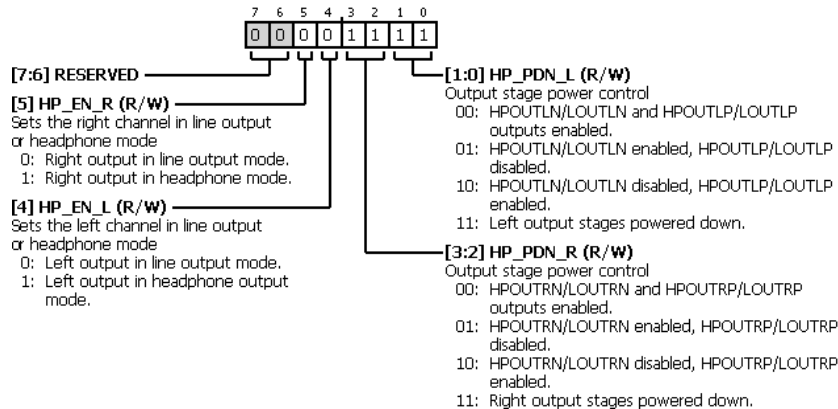 7 6 5 4 3 2 1 0
0 0 0 0 1 1 1 1
[7:6] RESERVED
[5] HP_EN_R (R/W)
Sets the right channel in line output
or headphone mode
0: Right output in line output mode.
1: Right output in headphone mode.
[4] HP_EN_L (R/W)
Sets the left channel in line output
or headphone mode
0: Left output in line output mode.
1: Left output in headphone output
mode.
[1:0] HP_PDN_L (R/W)
Output stage power control
00: HPOUTLN/LOUTLN and HPOUTLP/LOUTLP
outputs enabled.
01: HPOUTLN/LOUTLN enabled, HPOUTLP/LOUTLP
disabled.
10: HPOUTLN/LOUTLN disabled, HPOUTLP/LOUTLP
enabled.
11: Left output stages powered down.
[3:2] HP_PDN_R (R/W)
Output stage power control
00: HPOUTRN/LOUTRN and HPOUTRP/LOUTRP
outputs enabled.
01: HPOUTRN/LOUTRN enabled, HPOUTRP/LOUTRP
disabled.
10: HPOUTRN/LOUTRN disabled, HPOUTRP/LOUTRP
enabled.
11: Right output stages powered down.